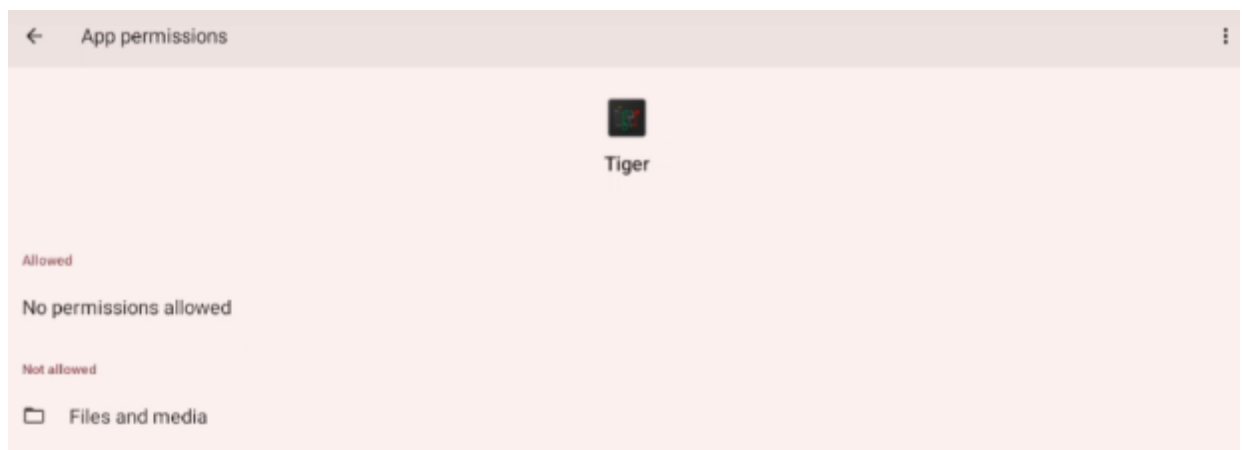 App permissions
Tiger
Allowed
No permissions allowed
Not allowed
Files and media